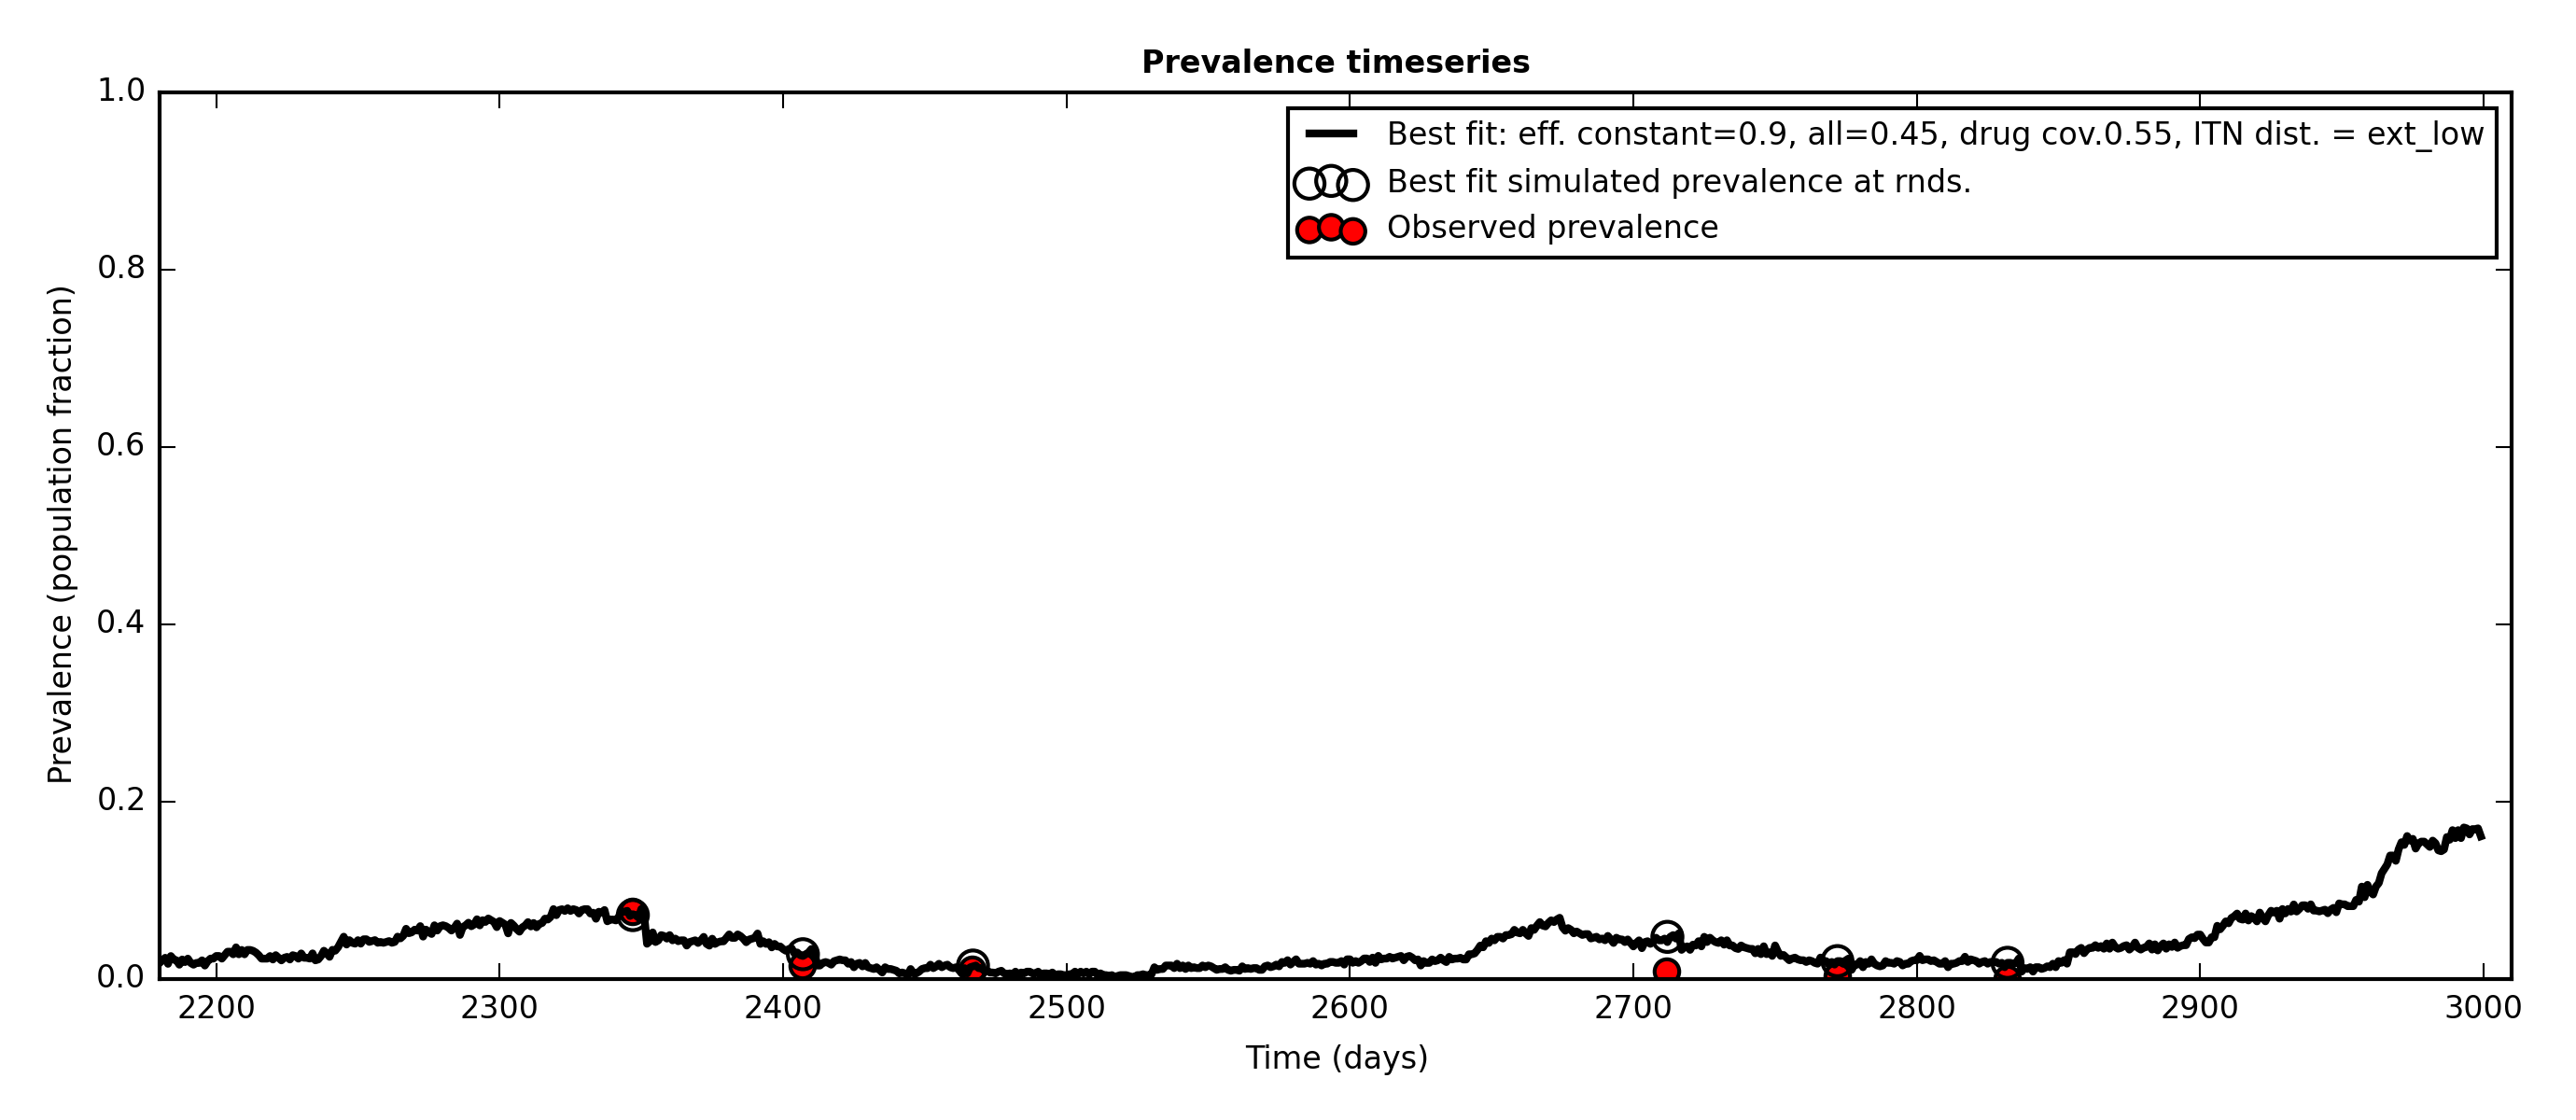 Prevalence timeseries
1.0
0.8
0.6
0.4
0.2
0.0
Prevalence (population fraction)
Best fit: eff. constant=0.9, all=0.45, drug cov.0.55, ITN dist. = ext_low
Best fit simulated prevalence at rnds.
Observed prevalence
2200 2300 2400 2500 2600 2700 2800 2900 3000
Time (days)